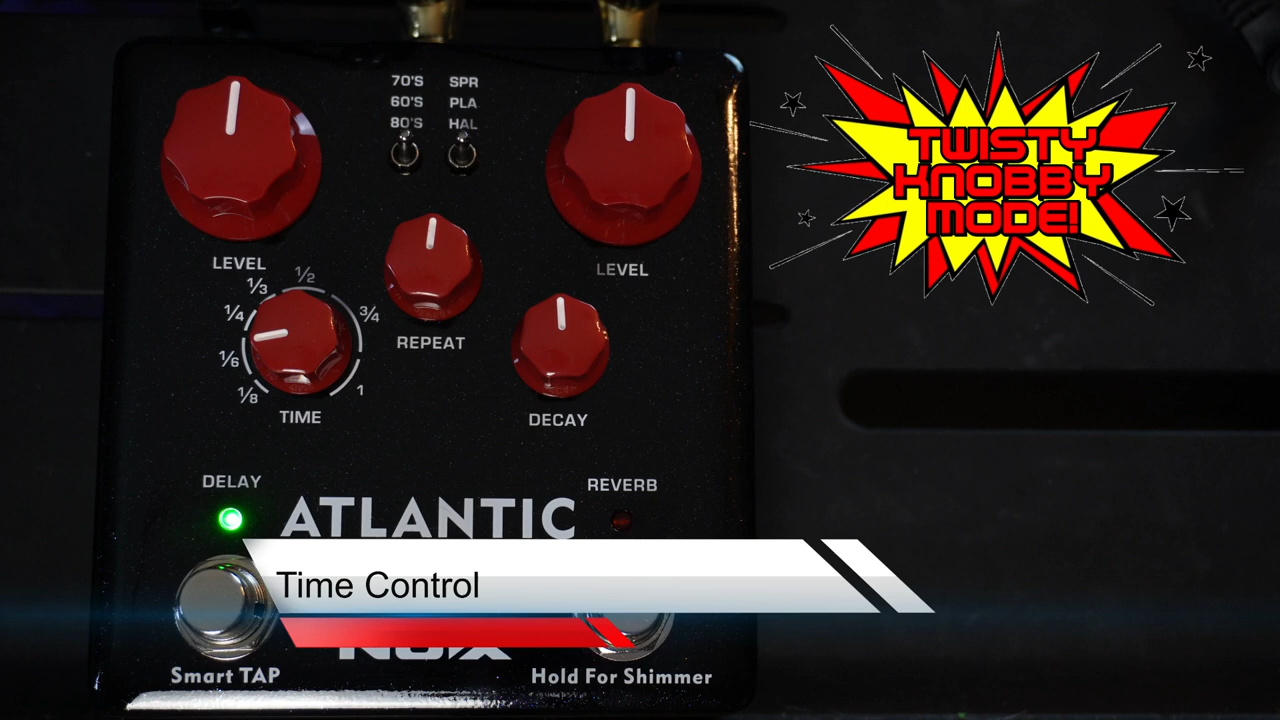 70'S SPR
60'S PLA
80'S HAL
TWISTY
KNOBBY
MODE!
LEVEL
LEVEL
1/2
1/3
1/4
3/4
1/6
1/8
1
REPEAT
TIME
DECAY
DELAY
REVERB
ATLANTIC
Time Control
NUX
Smart TAP
Hold For Shimmer